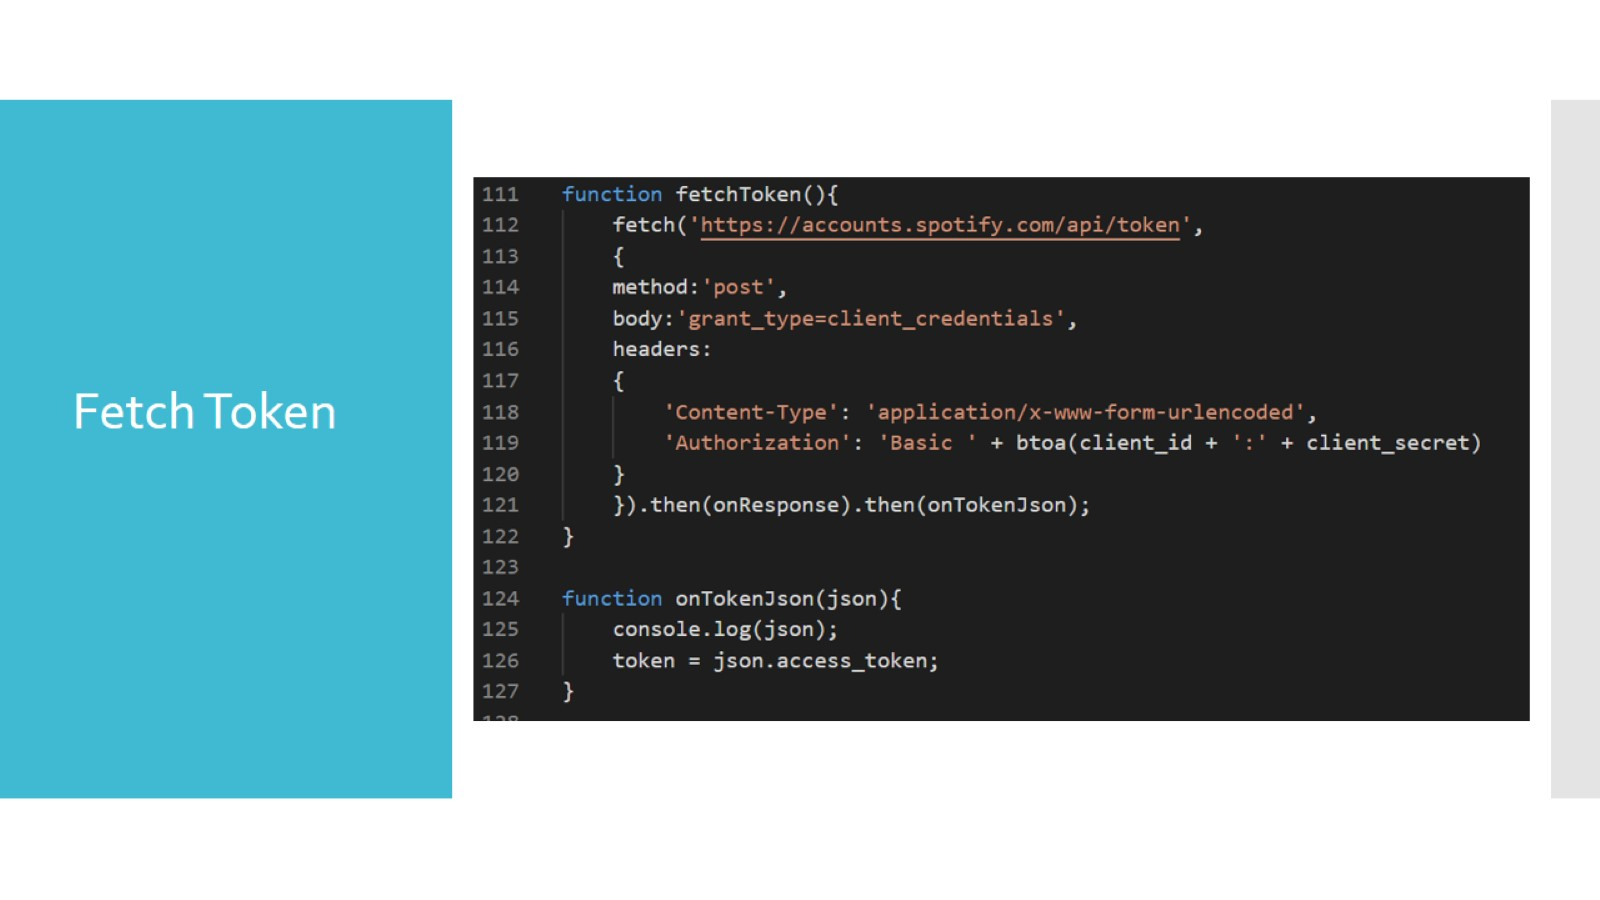 Fetch Token
111 function fetchToken(){
112 fetch('https://accounts.spotify.com/api/token',
113 {
114 method:'post',
115 body:'grant_type=client_credentials',
116 headers:
117 {
118 'Content-Type': 'application/x-www-form-urlencoded',
119 'Authorization': 'Basic ' + btoa(client_id + ':' + client_secret)
120 }
121 }).then(onResponse).then(onTokenJson);
122 }
123
124 function onTokenJson(json){
125 console.log(json);
126 token = json.access_token;
127 }